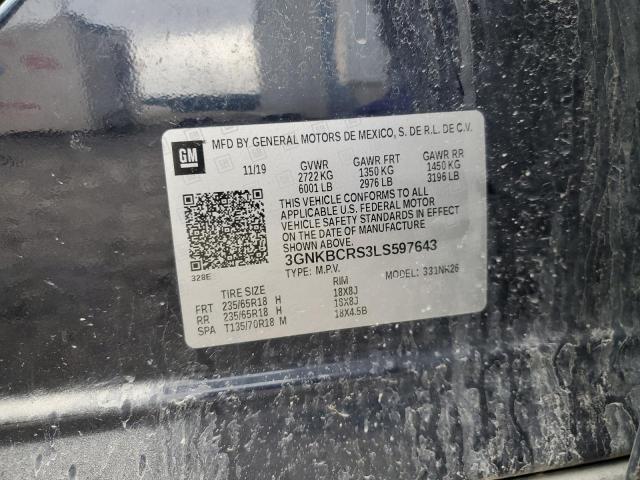 GM
MFD BY GENERAL MOTORS DE MEXICO, S. DE R.L. DE C.V.
11/19 GVWR GAWR FRT GAWR RR
2722 KG 1350 KG 1450 KG
6001 LB 2976 LB 3196 LB
THIS VEHICLE CONFORMS TO ALL
APPLICABLE U.S. FEDERAL MOTOR
VEHICLE SAFETY STANDARDS IN EFFECT
ON THE DATE OF MANUFACTURE
SHOWN ABOVE.
3GNKBCRS3LS597643
TYPE: M.P.V. MODEL: 331NK26
328E
TIRE SIZE RIM
FRT 235/65R18 H 18X8J
RR 235/65R18 H 18X8J
SPA T135/70R18 M 18X4.5B